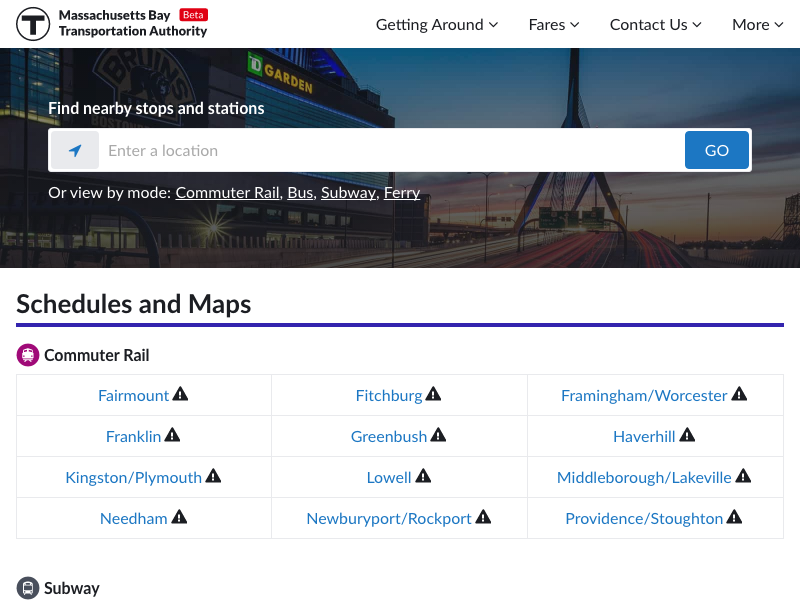 Massachusetts Bay Beta
Transportation Authority
Getting Around Fares Contact Us More
BRUINS
BOSTON
TD GARDEN
Find nearby stops and stations
Enter a location GO
Or view by mode: Commuter Rail, Bus, Subway, Ferry
Schedules and Maps
Commuter Rail
Fairmount Fitchburg Framingham/Worcester
Franklin Greenbush Haverhill
Kingston/Plymouth Lowell Middleborough/Lakeville
Needham Newburyport/Rockport Providence/Stoughton
Subway